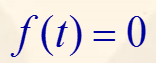 f(t) = 0